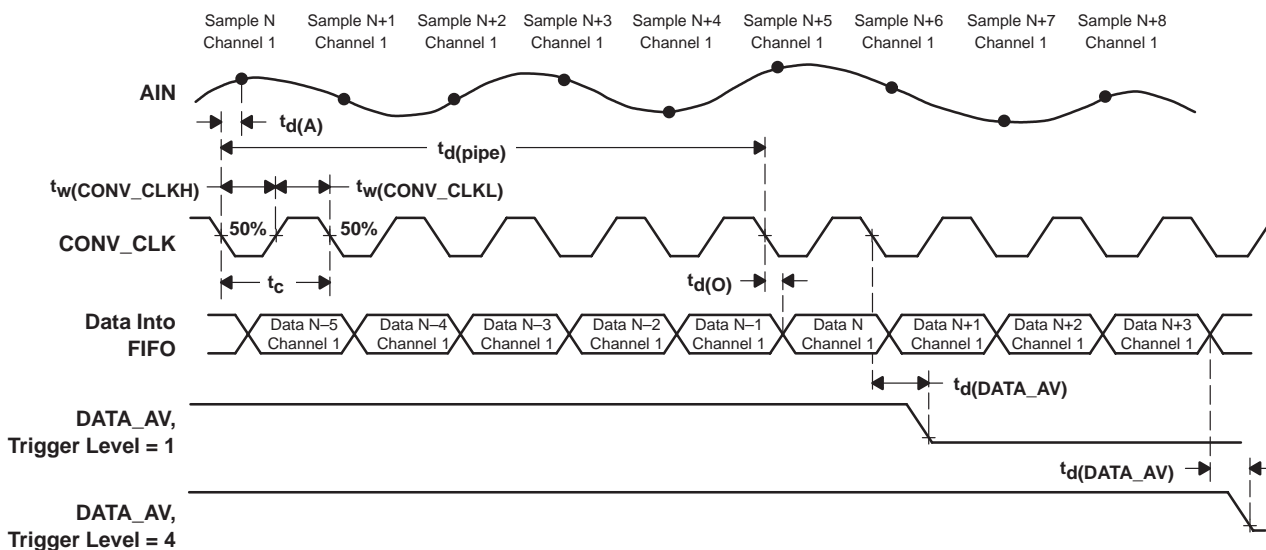 Sample N Sample N+1 Sample N+2 Sample N+3 Sample N+4 Sample N+5 Sample N+6 Sample N+7 Sample N+8
Channel 1 Channel 1 Channel 1 Channel 1 Channel 1 Channel 1 Channel 1 Channel 1 Channel 1
AIN
td(A)
td(pipe)
tw(CONV_CLKH) tw(CONV_CLKL)
CONV_CLK 50% 50%
tc td(O)
Data Into
FIFO
Data N–5 Data N–4 Data N–3 Data N–2 Data N–1 Data N Data N+1 Data N+2 Data N+3
Channel 1 Channel 1 Channel 1 Channel 1 Channel 1 Channel 1 Channel 1 Channel 1 Channel 1
td(DATA_AV)
DATA_AV,
Trigger Level = 1
td(DATA_AV)
DATA_AV,
Trigger Level = 4